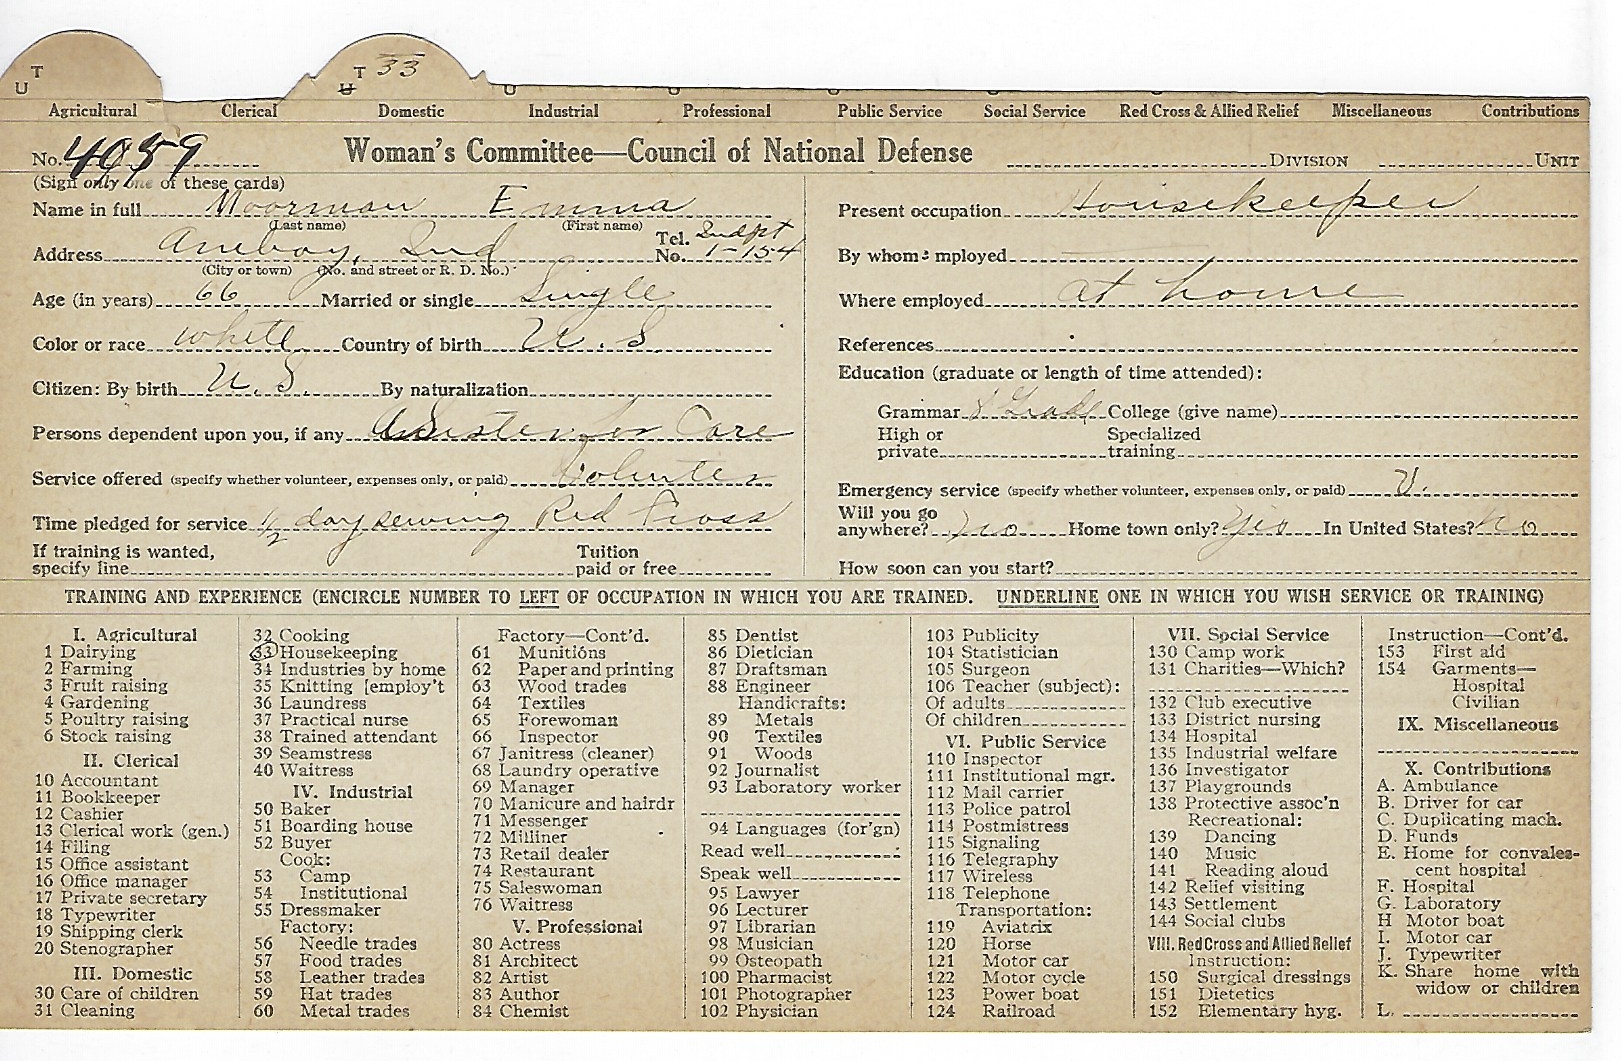 T
U
T 33
U
Agricultural Clerical Domestic Industrial Professional Public Service Social Service Red Cross & Allied Relief Miscellaneous Contributions
No. 4959 Woman's Committee—Council of National Defense DIVISION UNIT
(Sign only one of these cards)
Name in full Moorman Emma
(Last name) (First name)
Address Ind Tel. No. 1-154
(City or town) (No. and street or R. D. No.)
Age (in years) 66 Married or single Single
Color or race white Country of birth U. S
Citizen: By birth U. S. By naturalization
Persons dependent upon you, if any A Sister for Care
Service offered (specify whether volunteer, expenses only, or paid) Volunter
Time pledged for service 1/2 day sewing Red Cross
If training is wanted, specify line Tuition paid or free
Present occupation Housekeeper
By whom employed
Where employed at home
References
Education (graduate or length of time attended):
Grammar 8 Grade College (give name)
High or private Specialized training
Emergency service (specify whether volunteer, expenses only, or paid) V.
Will you go anywhere? no Home town only? yes In United States? no
How soon can you start?
TRAINING AND EXPERIENCE (ENCIRCLE NUMBER TO LEFT OF OCCUPATION IN WHICH YOU ARE TRAINED. UNDERLINE ONE IN WHICH YOU WISH SERVICE OR TRAINING)
I. Agricultural
1 Dairying
2 Farming
3 Fruit raising
4 Gardening
5 Poultry raising
6 Stock raising
II. Clerical
10 Accountant
11 Bookkeeper
12 Cashier
13 Clerical work (gen.)
14 Filing
15 Office assistant
16 Office manager
17 Private secretary
18 Typewriter
19 Shipping clerk
20 Stenographer
III. Domestic
30 Care of children
31 Cleaning
32 Cooking
33 Housekeeping
34 Industries by home
35 Knitting [employ't
36 Laundress
37 Practical nurse
38 Trained attendant
39 Seamstress
40 Waitress
IV. Industrial
50 Baker
51 Boarding house
52 Buyer
Cook:
53 Camp
54 Institutional
55 Dressmaker
Factory:
56 Needle trades
57 Food trades
58 Leather trades
59 Hat trades
60 Metal trades
Factory—Cont'd.
61 Munitions
62 Paper and printing
63 Wood trades
64 Textiles
65 Forewoman
66 Inspector
67 Janitress (cleaner)
68 Laundry operative
69 Manager
70 Manicure and hairdr
71 Messenger
72 Milliner
73 Retail dealer
74 Restaurant
75 Saleswoman
76 Waitress
V. Professional
80 Actress
81 Architect
82 Artist
83 Author
84 Chemist
85 Dentist
86 Dietician
87 Draftsman
88 Engineer
Handicrafts:
89 Metals
90 Textiles
91 Woods
92 Journalist
93 Laboratory worker
94 Languages (for'gn)
Read well
Speak well
95 Lawyer
96 Lecturer
97 Librarian
98 Musician
99 Osteopath
100 Pharmacist
101 Photographer
102 Physician
103 Publicity
104 Statistician
105 Surgeon
106 Teacher (subject):
Of adults
Of children
VI. Public Service
110 Inspector
111 Institutional mgr.
112 Mail carrier
113 Police patrol
114 Postmistress
115 Signaling
116 Telegraphy
117 Wireless
118 Telephone
Transportation:
119 Aviatrix
120 Horse
121 Motor car
122 Motor cycle
123 Power boat
124 Railroad
VII. Social Service
130 Camp work
131 Charities—Which?
132 Club executive
133 District nursing
134 Hospital
135 Industrial welfare
136 Investigator
137 Playgrounds
138 Protective assoc'n
Recreational:
139 Dancing
140 Music
141 Reading aloud
142 Relief visiting
143 Settlement
144 Social clubs
VIII. Red Cross and Allied Relief
Instruction:
150 Surgical dressings
151 Dietetics
152 Elementary hyg.
Instruction—Cont'd.
153 First aid
154 Garments—
Hospital
Civilian
IX. Miscellaneous
X. Contributions
A. Ambulance
B. Driver for car
C. Duplicating mach.
D. Funds
E. Home for convales-
cent hospital
F. Hospital
G. Laboratory
H Motor boat
I. Motor car
J. Typewriter
K. Share home with
widow or children
L.